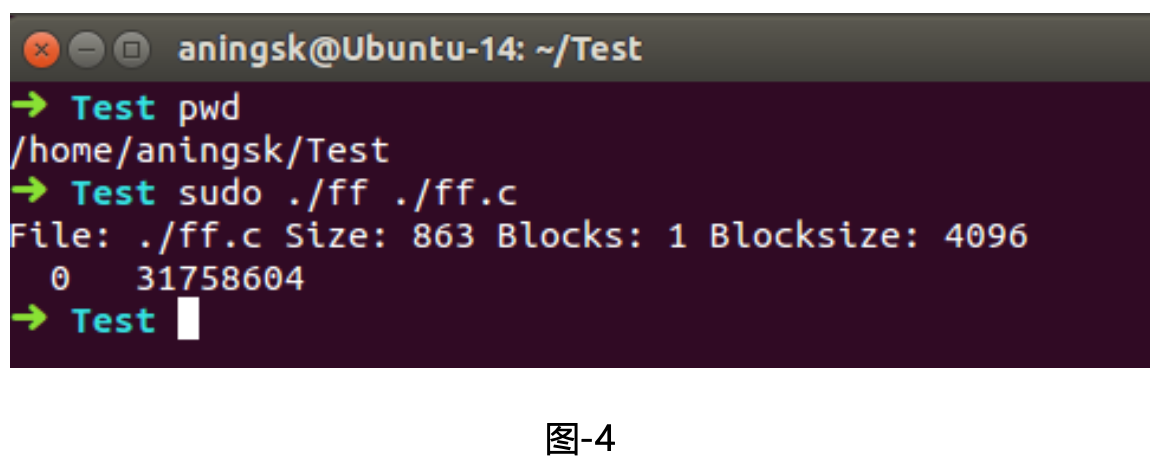 aningsk@Ubuntu-14: ~/Test
➜ Test pwd
/home/aningsk/Test
➜ Test sudo ./ff ./ff.c
File: ./ff.c Size: 863 Blocks: 1 Blocksize: 4096
0 31758604
➜ Test
图-4